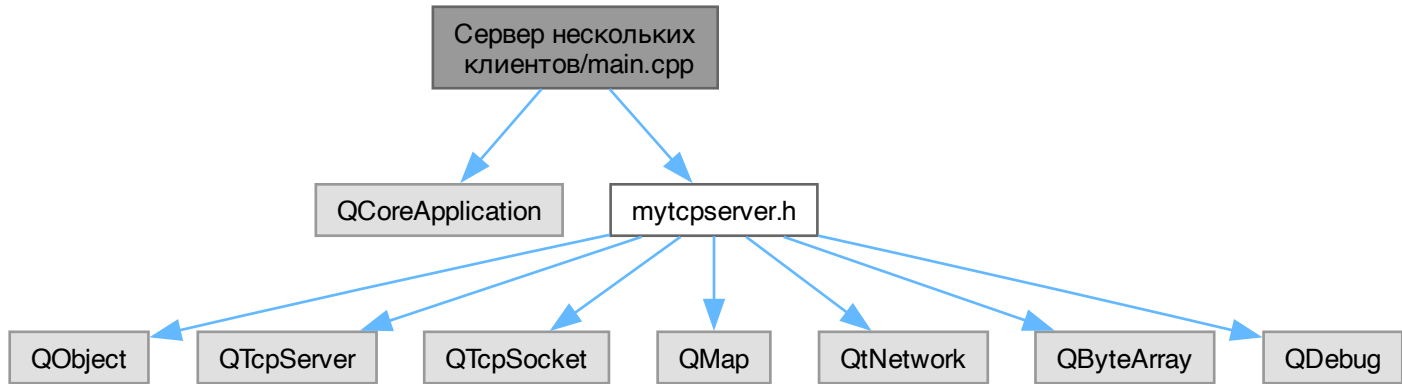 Сервер нескольких
клиентов/main.cpp
QCoreApplication
mytcpserver.h
QObject
QTcpServer
QTcpSocket
QMap
QtNetwork
QByteArray
QDebug